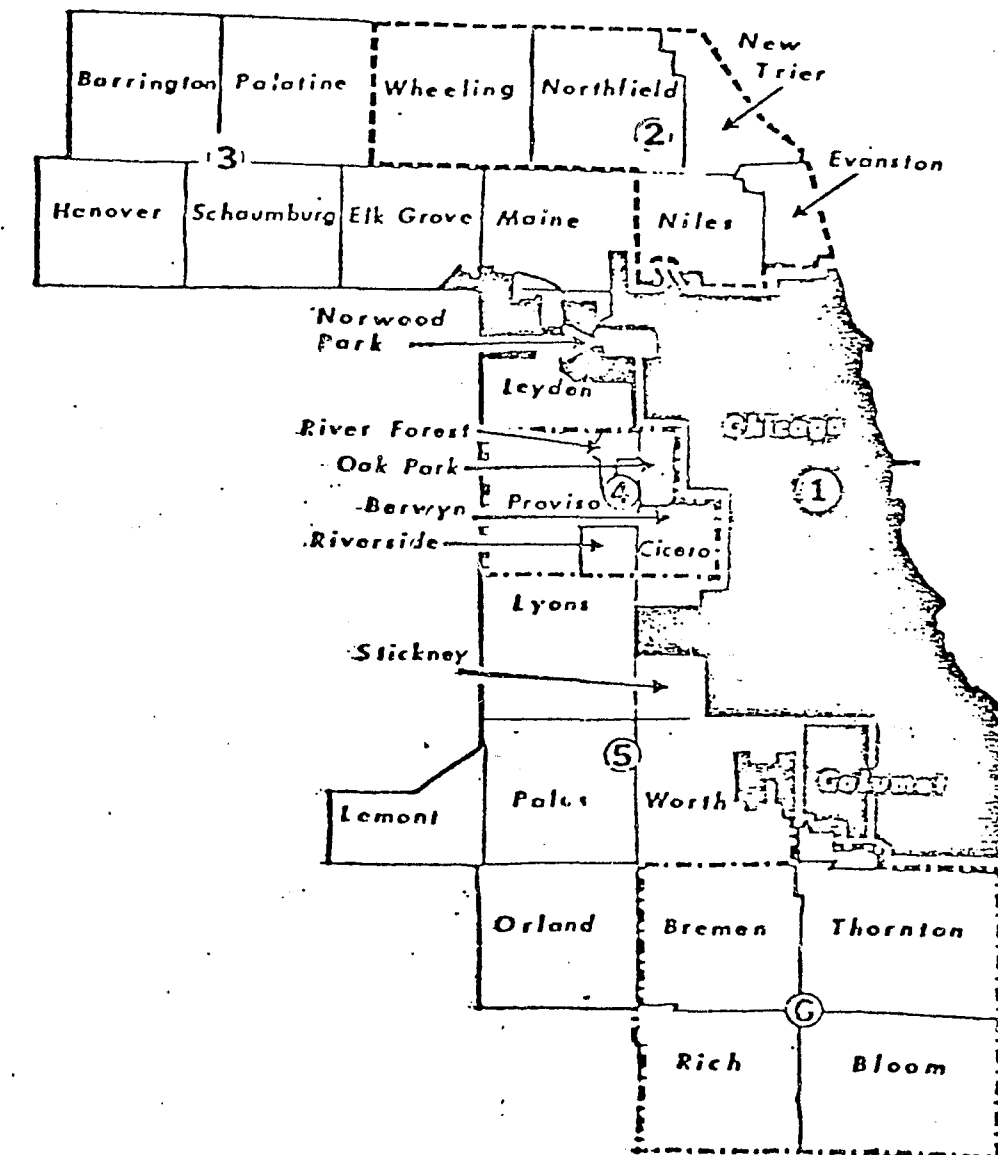 New
Trier
Barrington
Palatine
Wheeling
Northfield
2
3
Evanston
Hanover
Schaumburg
Elk Grove
Maine
Niles
Norwood
Park
Leyden
Chicago
River Forest
Oak Park
4
1
Berwyn
Proviso
Riverside
Cicero
Lyons
Stickney
5
Palos
Worth
Calumet
Lemont
Orland
Bremen
Thornton
6
Rich
Bloom